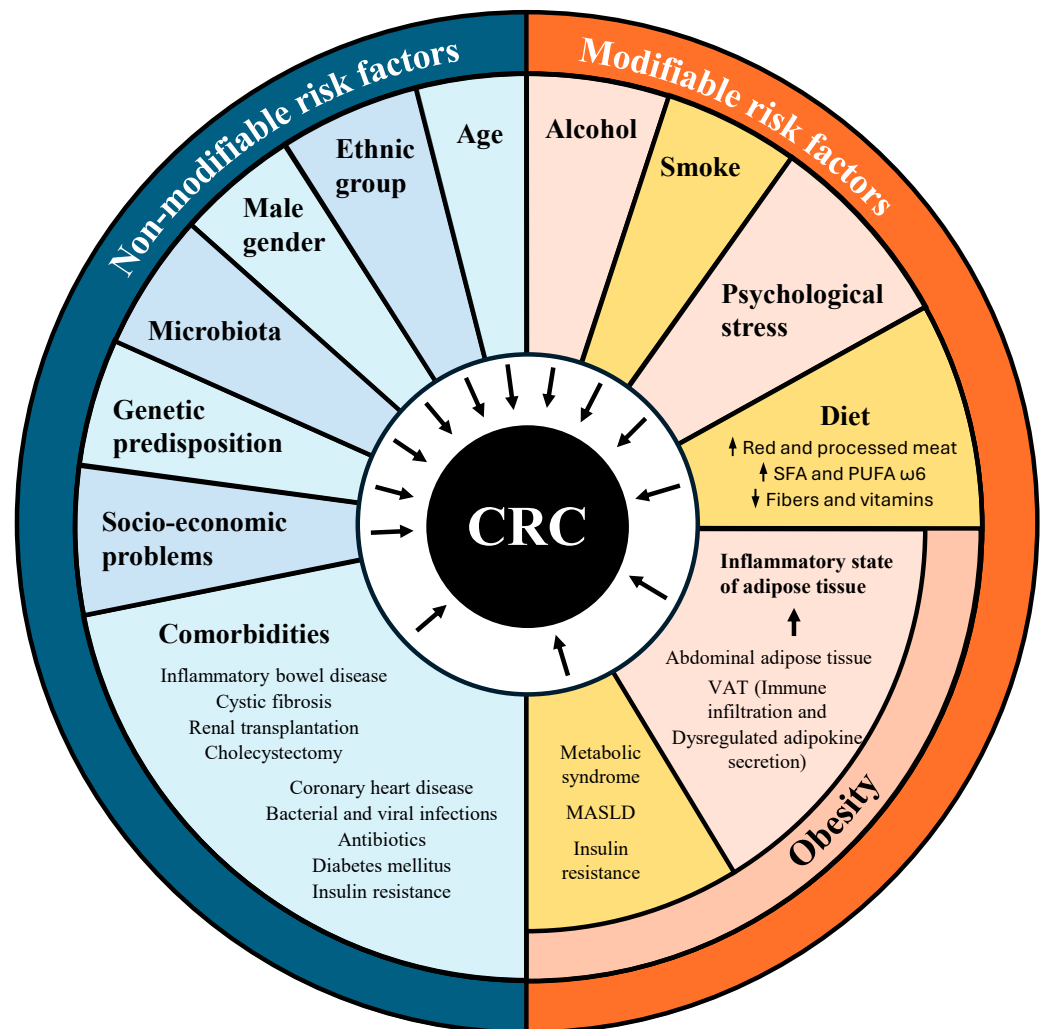 Non-modifiable risk factors
Modifiable risk factors
Age
Ethnic
group
Male
gender
Microbiota
Genetic
predisposition
Socio-economic
problems
Comorbidities
Inflammatory bowel disease
Cystic fibrosis
Renal transplantation
Cholecystectomy
Coronary heart disease
Bacterial and viral infections
Antibiotics
Diabetes mellitus
Insulin resistance
Alcohol
Smoke
Psychological
stress
Diet
Red and processed meat
SFA and PUFA ω6
Fibers and vitamins
Inflammatory state
of adipose tissue
Abdominal adipose tissue
VAT (Immune
infiltration and
Dysregulated adipokine
secretion)
Metabolic
syndrome
MASLD
Insulin
resistance
Obesity
CRC